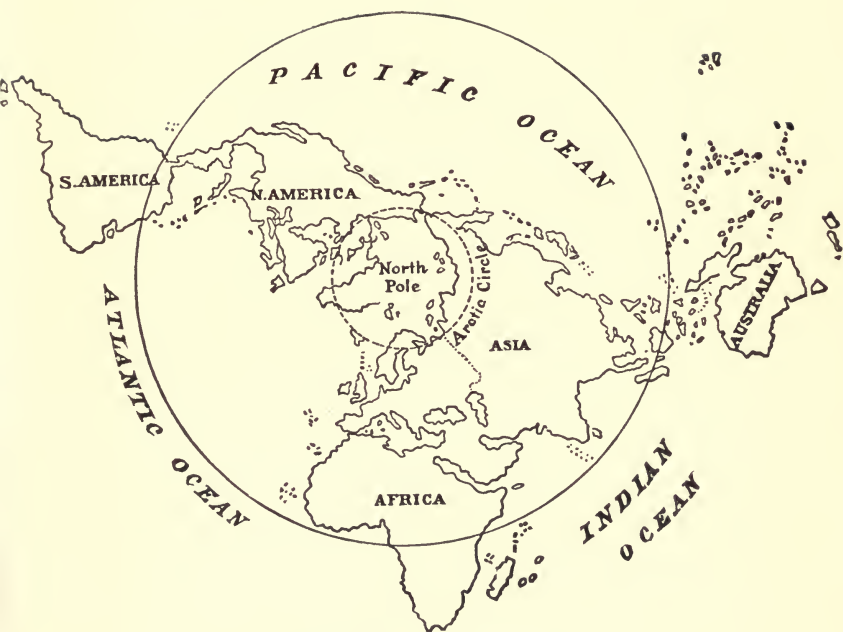 PACIFIC OCEAN
S. AMERICA
N. AMERICA
North
Pole
Arctic Circle
ASIA
AUSTRALIA
ATLANTIC OCEAN
AFRICA
INDIAN
OCEAN